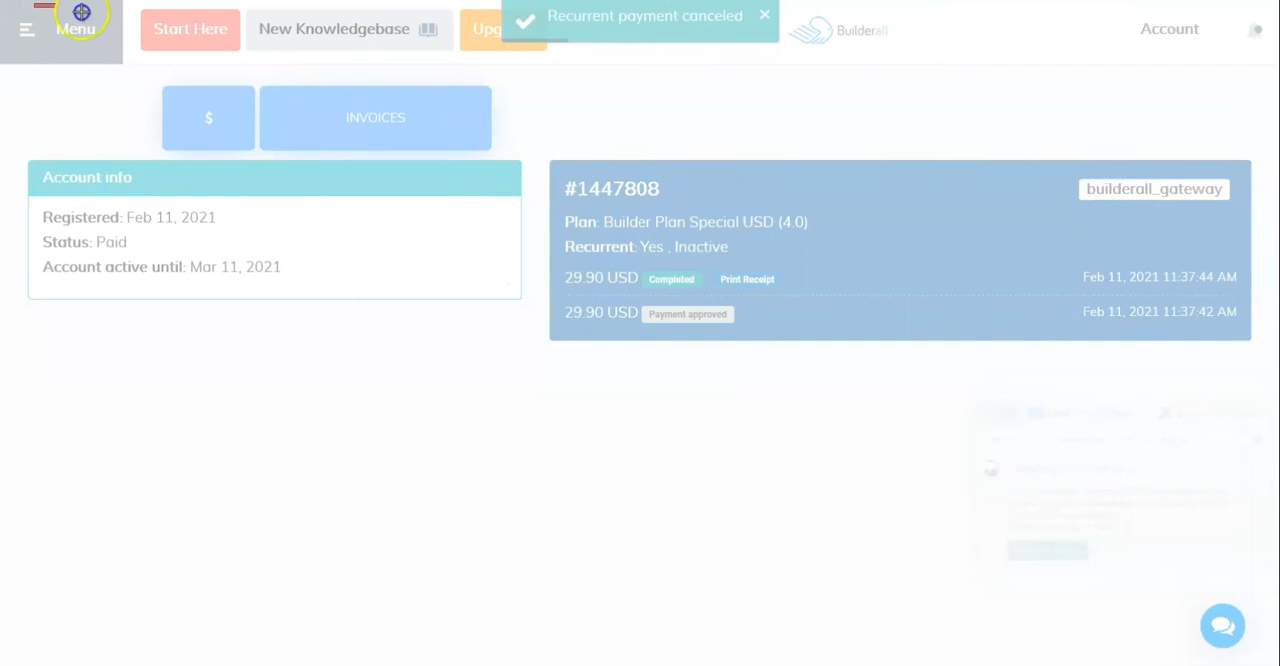 Menu
Start Here
New Knowledgebase
Upg
Recurrent payment canceled
Builderall
Account
$
INVOICES
Account info
Registered: Feb 11, 2021
Status: Paid
Account active until: Mar 11, 2021
#1447808
builderall_gateway
Plan: Builder Plan Special USD (4.0)
Recurrent: Yes , Inactive
29.90 USD Completed Print Receipt Feb 11, 2021 11:37:44 AM
29.90 USD Payment approved Feb 11, 2021 11:37:42 AM